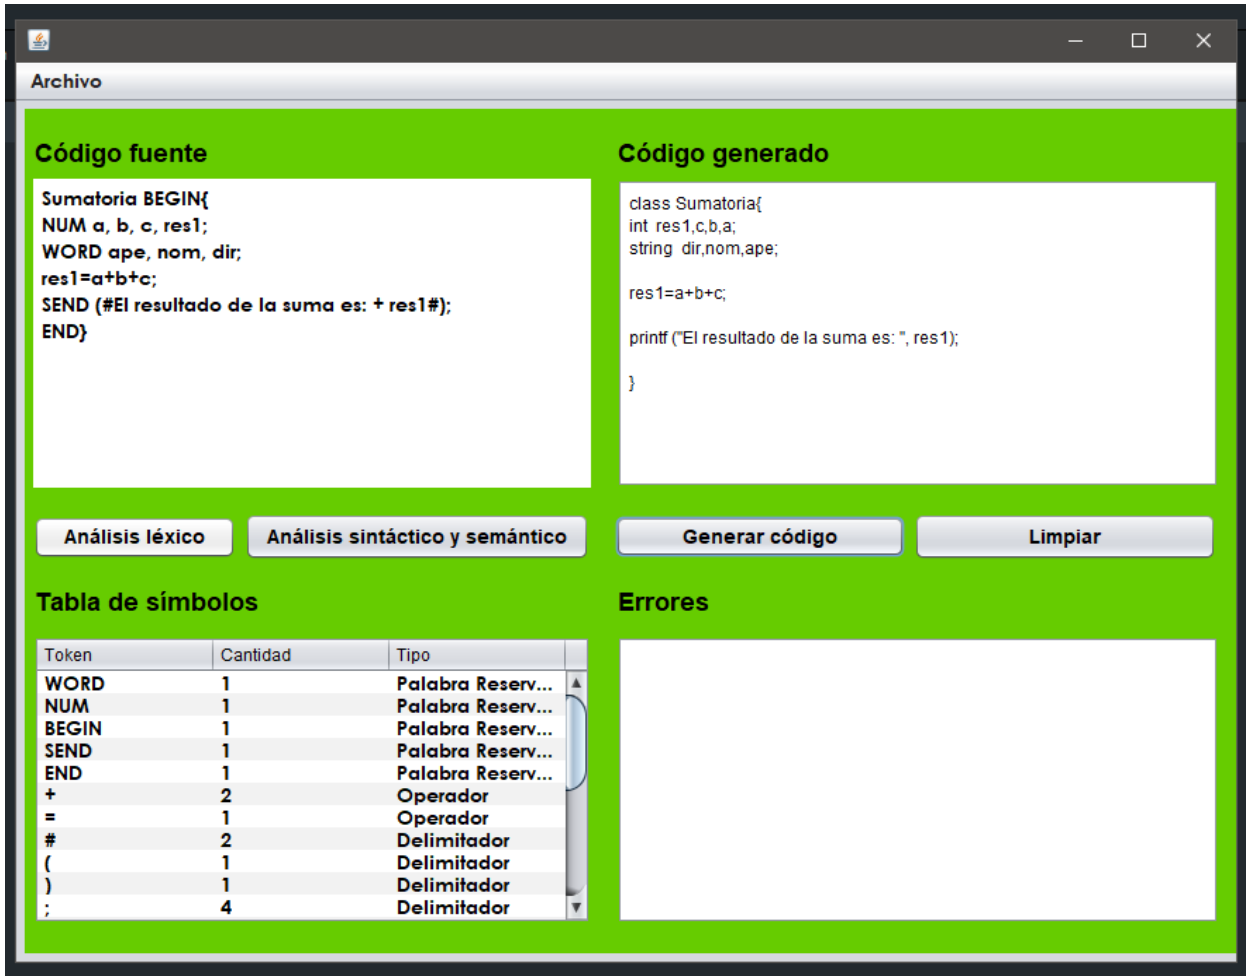 Archivo
Código fuente
Sumatoria BEGIN{
NUM a, b, c, res1;
WORD ape, nom, dir;
res1=a+b+c;
SEND (#El resultado de la suma es: + res1#);
END}
Código generado
class Sumatoria{
int  res1,c,b,a;
string  dir,nom,ape;
res1=a+b+c;
printf ("El resultado de la suma es: ", res1);
}
Análisis léxico
Análisis sintáctico y semántico
Generar código
Limpiar
Tabla de símbolos
Token Cantidad Tipo
WORD 1 Palabra Reserv...
NUM 1 Palabra Reserv...
BEGIN 1 Palabra Reserv...
SEND 1 Palabra Reserv...
END 1 Palabra Reserv...
+ 2 Operador
= 1 Operador
# 2 Delimitador
( 1 Delimitador
) 1 Delimitador
; 4 Delimitador
Errores